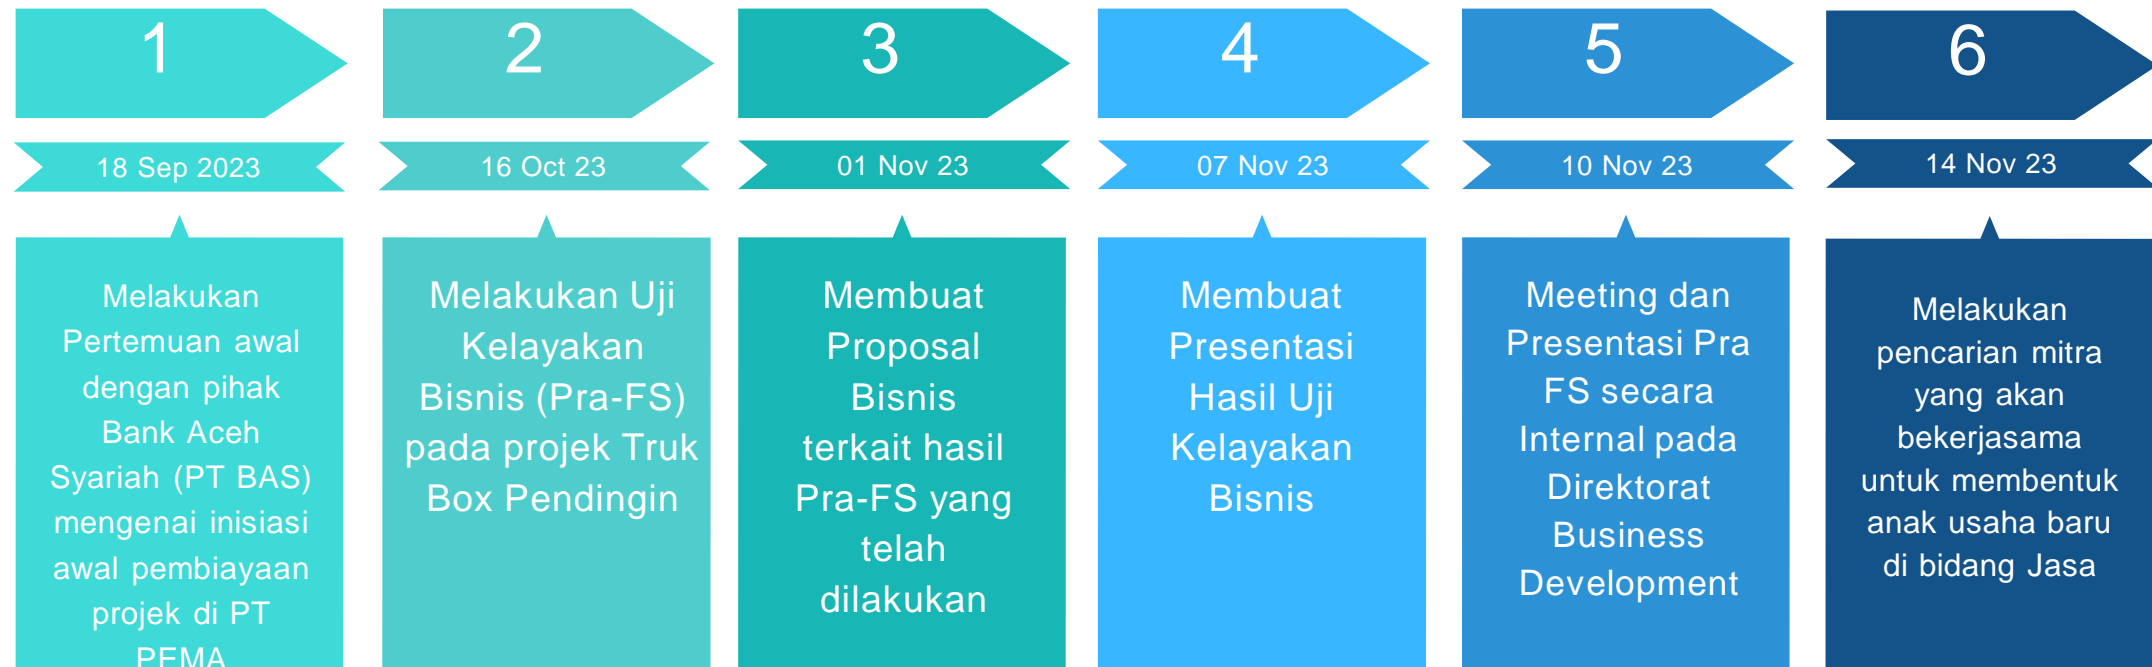 1
18 Sep 2023
Melakukan
Pertemuan awal
dengan pihak
Bank Aceh
Syariah (PT BAS)
mengenai inisiasi
awal pembiayaan
projek di PT
PEMA
2
16 Oct 23
Melakukan Uji
Kelayakan
Bisnis (Pra-FS)
pada projek Truk
Box Pendingin
3
01 Nov 23
Membuat
Proposal
Bisnis
terkait hasil
Pra-FS yang
telah
dilakukan
4
07 Nov 23
Membuat
Presentasi
Hasil Uji
Kelayakan
Bisnis
5
10 Nov 23
Meeting dan
Presentasi Pra
FS secara
Internal pada
Direktorat
Business
Development
6
14 Nov 23
Melakukan
pencarian mitra
yang akan
bekerjasama
untuk membentuk
anak usaha baru
di bidang Jasa